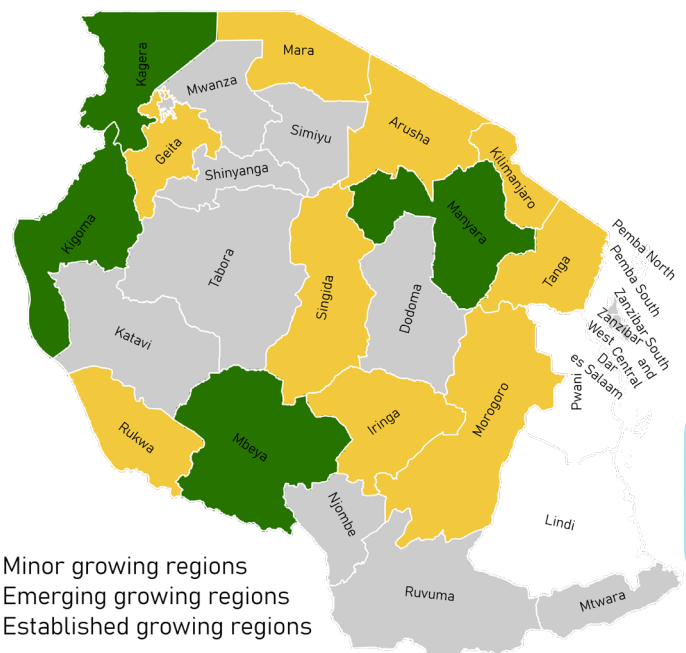 Kagera
Mara
Mwanza
Simiyu
Arusha
Geita
Shinyanga
Kilimanjaro
Kigoma
Manyara
Tabora
Singida
Dodoma
Tanga
Pemba North
Pemba South
Zanzibar South
and
Central
Zanzibar
West
Dar
es Salaam
Pwani
Katavi
Rukwa
Mbeya
Iringa
Morogoro
Njombe
Lindi
Ruvuma
Mtwara
Minor growing regions
Emerging growing regions
Established growing regions